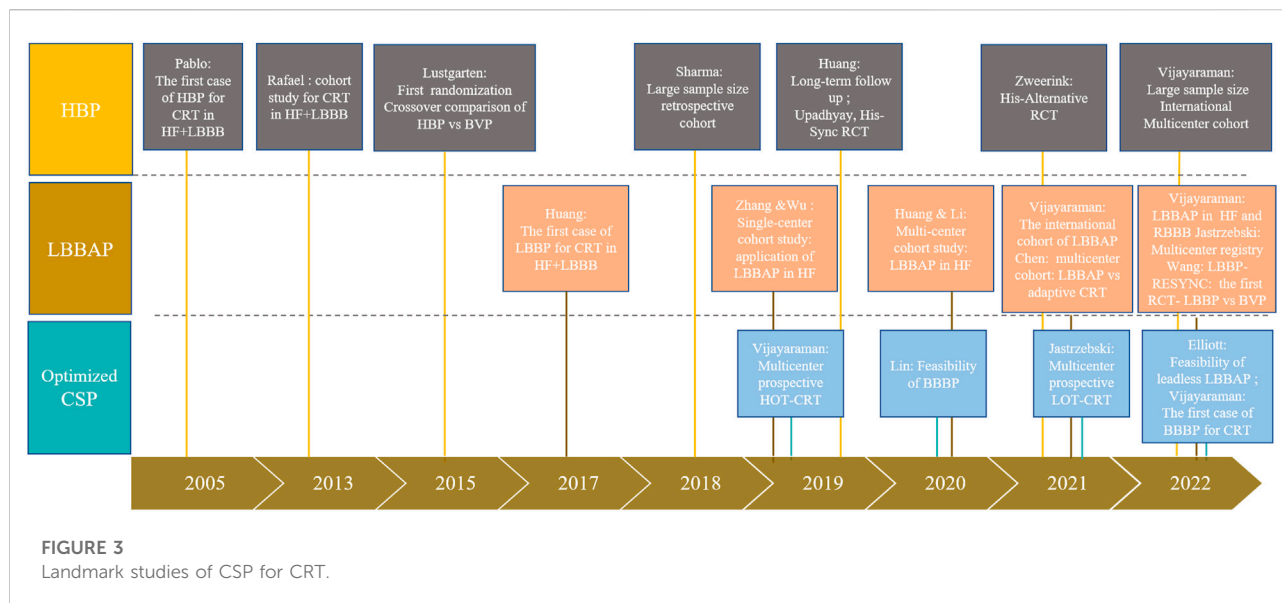 HBP
Pablo:
The first case
of HBP for
CRT in
HF+LBBB
Rafael : cohort
study for CRT
in HF+LBBB
Lustgarten:
First randomization
Crossover comparison of
HBP vs BVP
Sharma:
Large sample size
retrospective
cohort
Huang:
Long-term follow
up ;
Upadhyay, His-
Sync RCT
Zweerink:
His-Alternative
RCT
Vijayaraman:
Large sample size
International
Multicenter cohort
LBBAP
Huang:
The first case of
LBBP for CRT in
HF+LBBB
Zhang &Wu :
Single-center
cohort study:
application of
LBBAP in HF
Huang & Li:
Multi-center
cohort study:
LBBAP in HF
Vijayaraman:
The international
cohort of LBBAP
Chen: multicenter
cohort: LBBAP vs
adaptive CRT
Vijayaraman:
LBBAP in HF and
RBBB Jastrzebski:
Multicenter registry
Wang: LBBP-
RESYNC: the first
RCT- LBBP vs BVP
Optimized
CSP
Vijayaraman:
Multicenter
prospective
HOT-CRT
Lin: Feasibility
of BBBP
Jastrzebski:
Multicenter
prospective
LOT-CRT
Elliott:
Feasibility of
leadless LBBAP ;
Vijayaraman:
The first case of
BBBP for CRT
2005
2013
2015
2017
2018
2019
2020
2021
2022
FIGURE 3
Landmark studies of CSP for CRT.